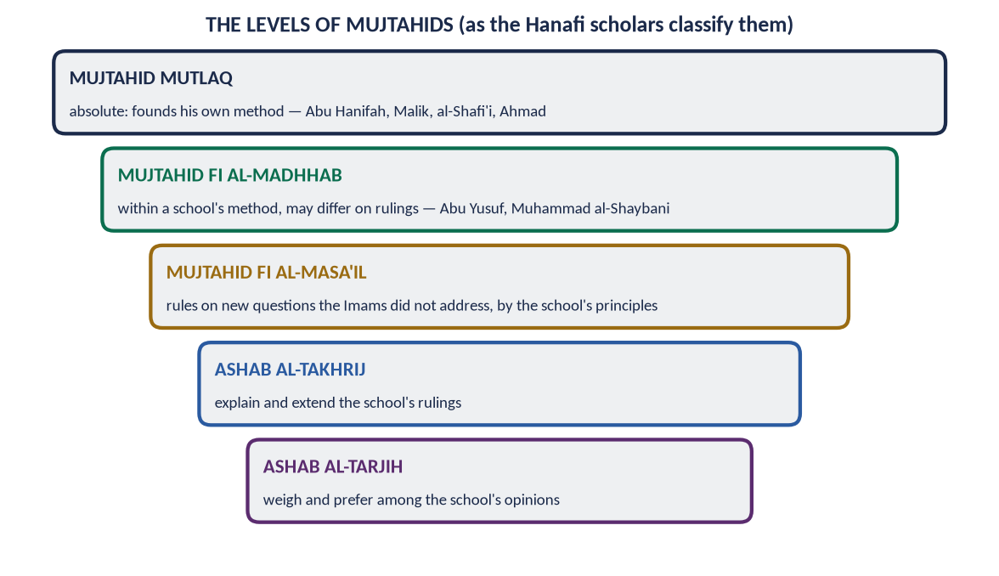 THE LEVELS OF MUJTAHIDS (as the Hanafi scholars classify them)
MUJTAHID MUTLAQ
absolute: founds his own method — Abu Hanifah, Malik, al-Shafi'i, Ahmad
MUJTAHID FI AL-MADHHAB
within a school's method, may differ on rulings — Abu Yusuf, Muhammad al-Shaybani
MUJTAHID FI AL-MASA'IL
rules on new questions the Imams did not address, by the school's principles
ASHAB AL-TAKHRIJ
explain and extend the school's rulings
ASHAB AL-TARJIH
weigh and prefer among the school's opinions